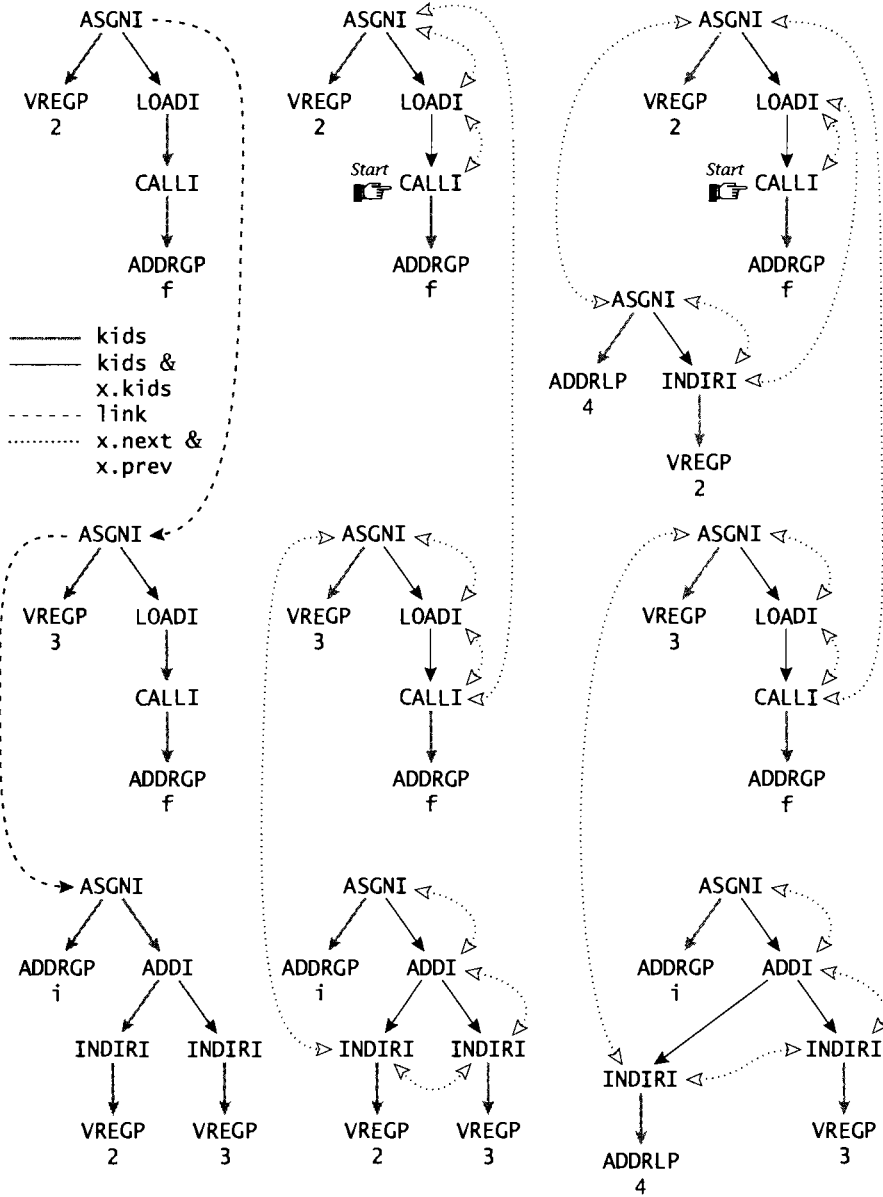 ASGNI ASGNI ASGNI
VREGP LOADI VREGP LOADI VREGP LOADI
2 2 2
Start Start
CALLI CALLI CALLI
ADDRGP ADDRGP ADDRGP
f f f
ASGNI
kids
kids &
x.kids
link
x.next &
x.prev
ADDRLP INDIRI
4
VREGP
2
ASGNI ASGNI ASGNI
VREGP LOADI VREGP LOADI VREGP LOADI
3 3 3
CALLI CALLI CALLI
ADDRGP ADDRGP ADDRGP
f f f
ASGNI ASGNI ASGNI
ADDRGP ADDI ADDRGP ADDI ADDRGP ADDI
i i i
INDIRI INDIRI INDIRI INDIRI INDIRI
INDIRI
VREGP VREGP VREGP VREGP VREGP
2 3 2 3 3
ADDRLP
4